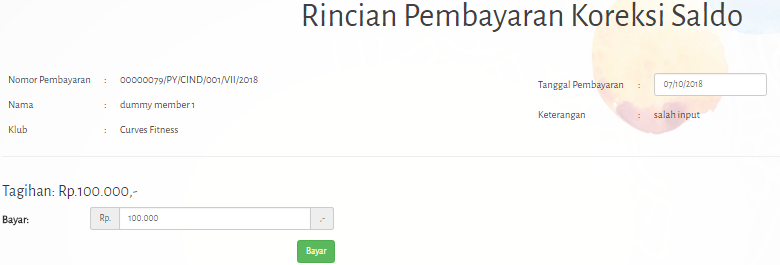 Rincian Pembayaran Koreksi Saldo
Nomor Pembayaran : 00000079/PY/CIND/001/VII/2018
Nama : dummy member 1
Klub : Curves Fitness
Tanggal Pembayaran : 07/10/2018
Keterangan : salah input
Tagihan: Rp.100.000,-
Bayar: Rp. 100.000 ,-
Bayar